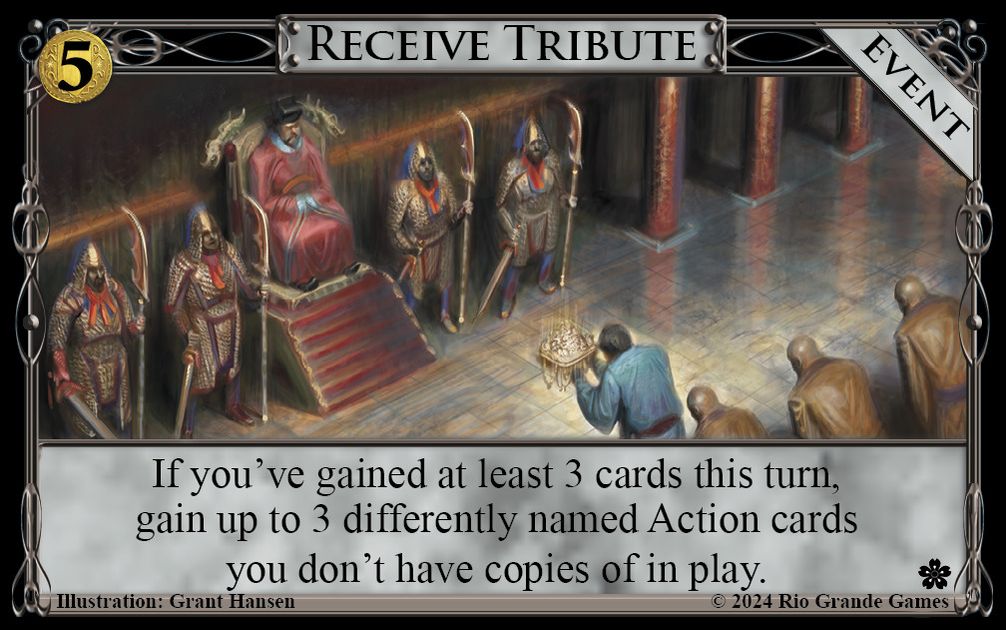 5
RECEIVE TRIBUTE
EVENT
If you've gained at least 3 cards this turn,
gain up to 3 differently named Action cards
you don't have copies of in play.
Illustration: Grant Hansen
© 2024 Rio Grande Games